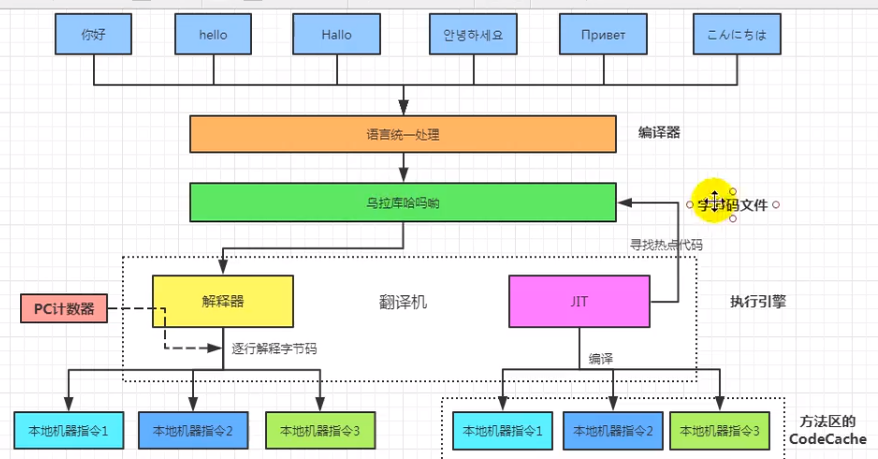 你好
hello
Hallo
안녕하세요
Привет
こんにちは
语言统一处理
编译器
乌拉库哈吗哟
码文件
寻找热点代码
PC计数器
解释器
翻译机
JIT
执行引擎
逐行解释字节码
编译
本地机器指令1
本地机器指令2
本地机器指令3
本地机器指令1
本地机器指令2
本地机器指令3
方法区的
CodeCache